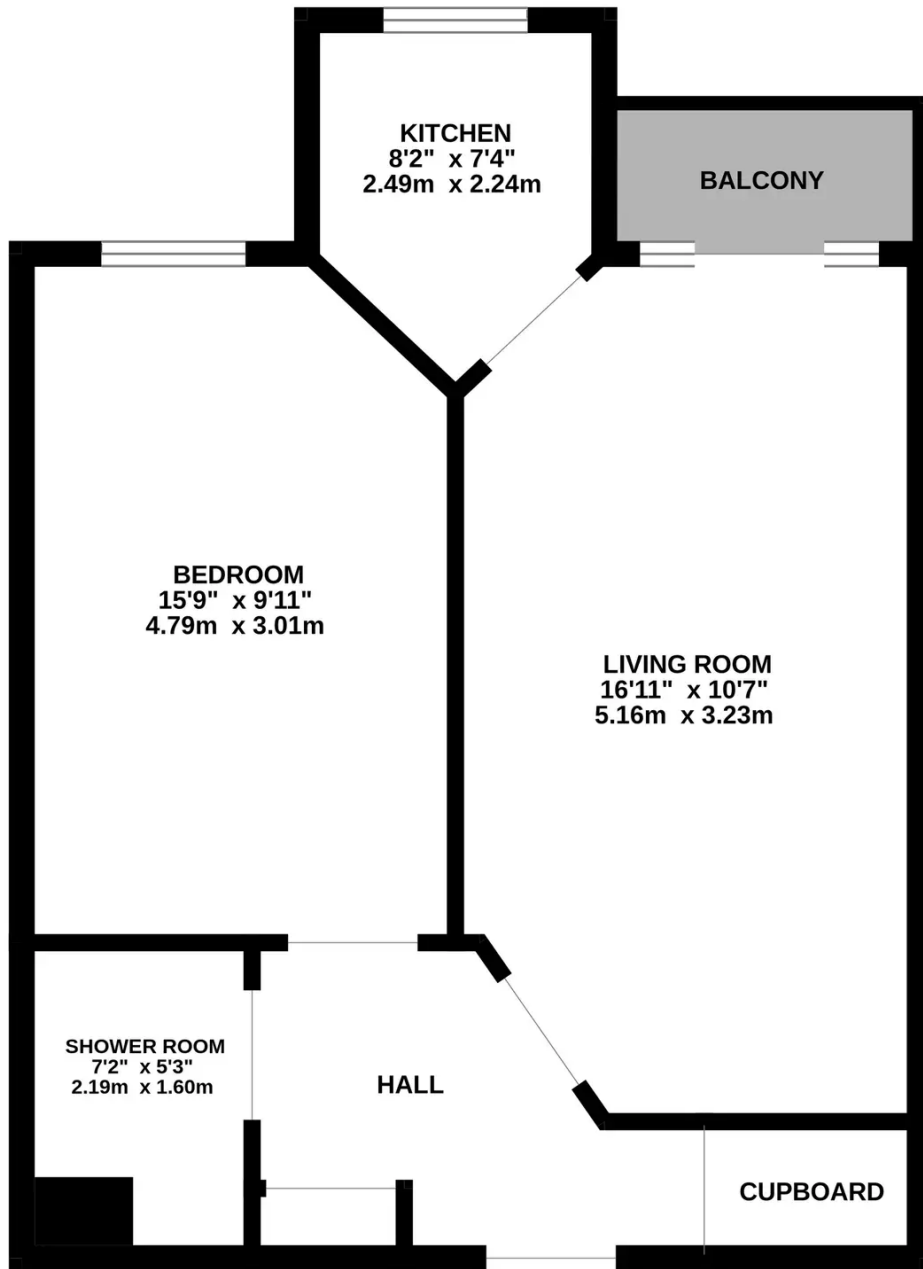 KITCHEN
8'2" x 7'4"
2.49m x 2.24m
BALCONY
BEDROOM
15'9" x 9'11"
4.79m x 3.01m
LIVING ROOM
16'11" x 10'7"
5.16m x 3.23m
SHOWER ROOM
7'2" x 5'3"
2.19m x 1.60m
HALL
CUPBOARD